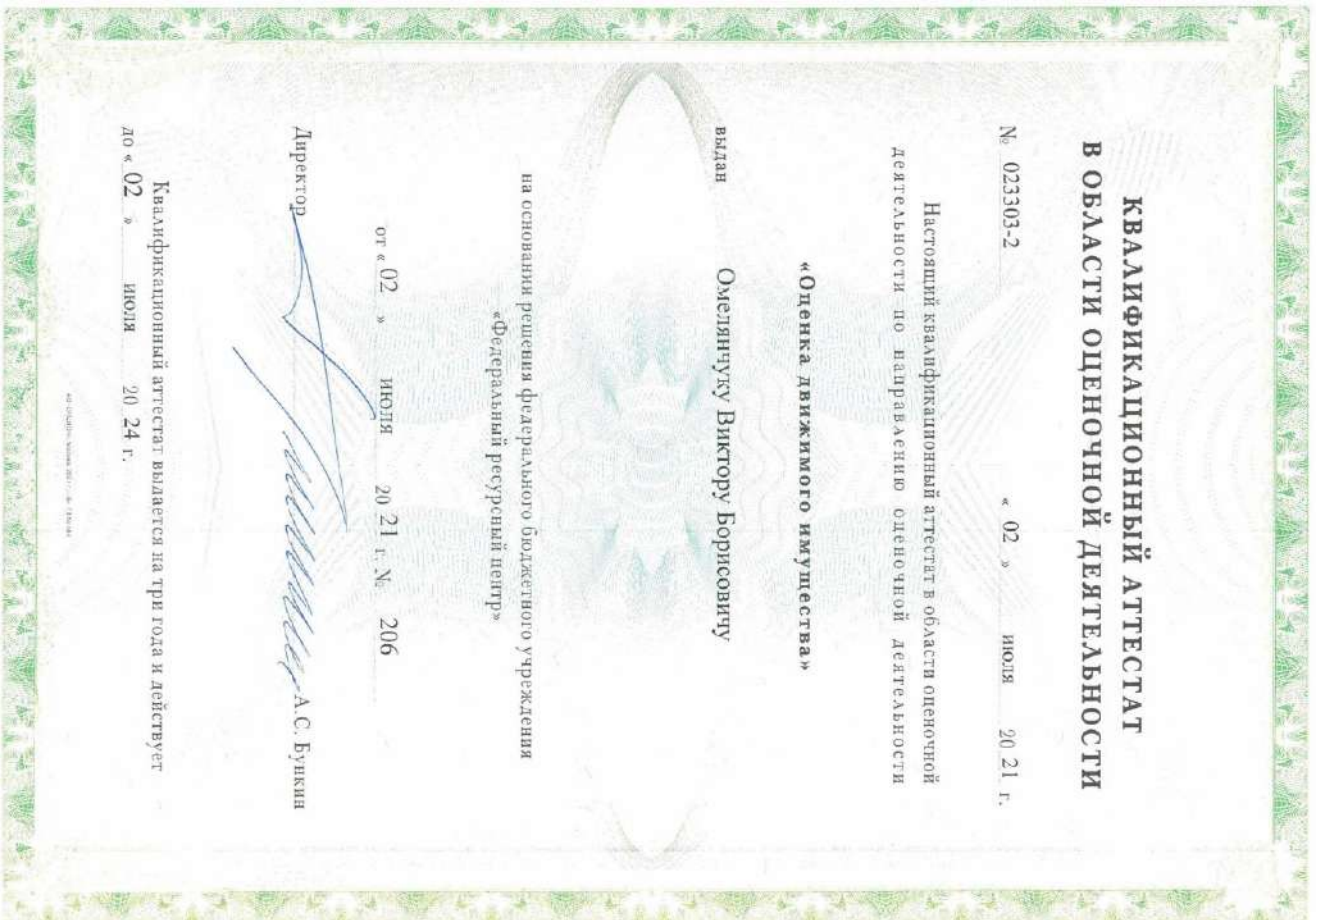 КВАЛИФИКАЦИОННЫЙ АТТЕСТАТ
В ОБЛАСТИ ОЦЕНОЧНОЙ ДЕЯТЕЛЬНОСТИ
№ 023303-2 « 02 » июля 20 21 г.
Настоящий квалификационный аттестат в области оценочной
деятельности по направлению оценочной деятельности
«Оценка движимого имущества»
выдан Омелянчуку Виктору Борисовичу
на основании решения федерального бюджетного учреждения
«Федеральный ресурсный центр»
от « 02 » июля 20 21 г. № 206
Директор А.С. Бункин
Квалификационный аттестат выдается на три года и действует
до « 02 » июля 20 24 г.